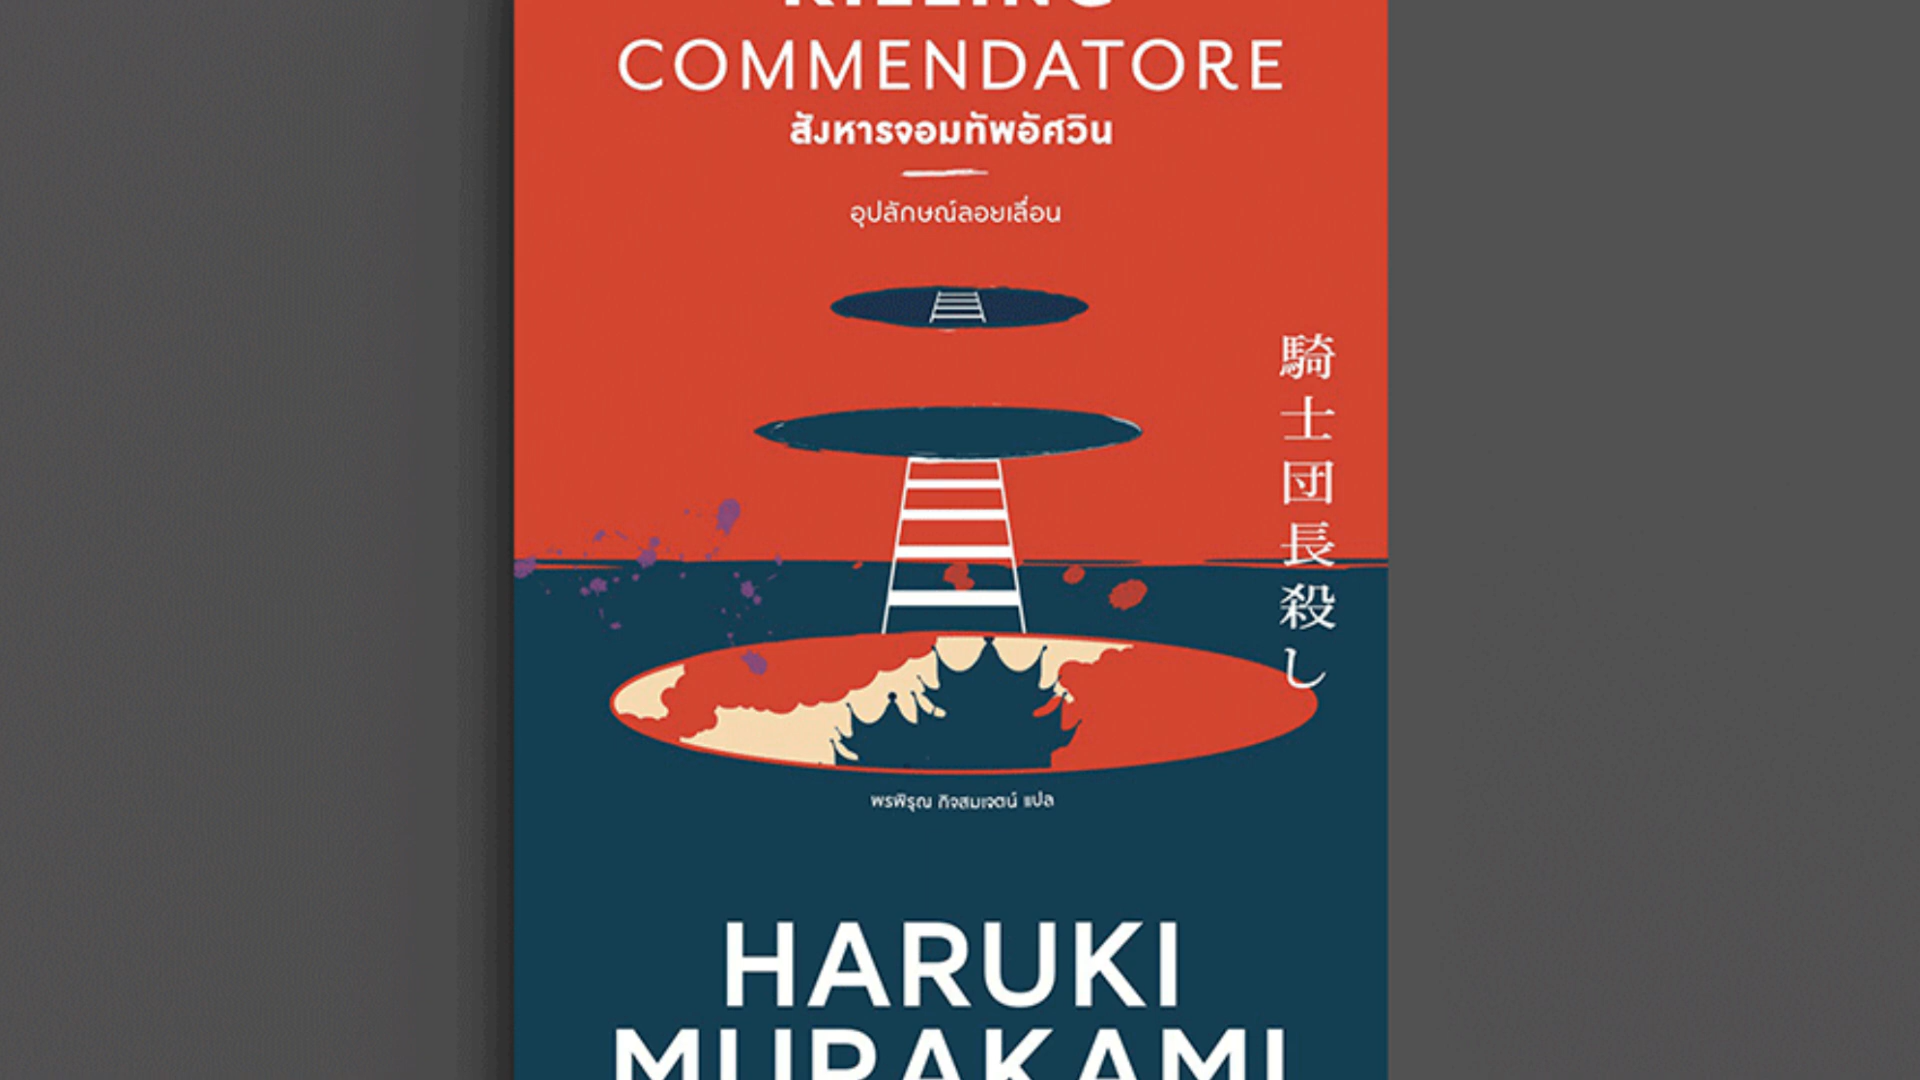 KILLING
COMMENDATORE
สังหารจอมทัพอัศวิน
อุปลักษณ์ลอยเลื่อน
騎士団長殺し
พรพิรุณ กิจสมเจตน์ แปล
HARUKI
MURAKAMI